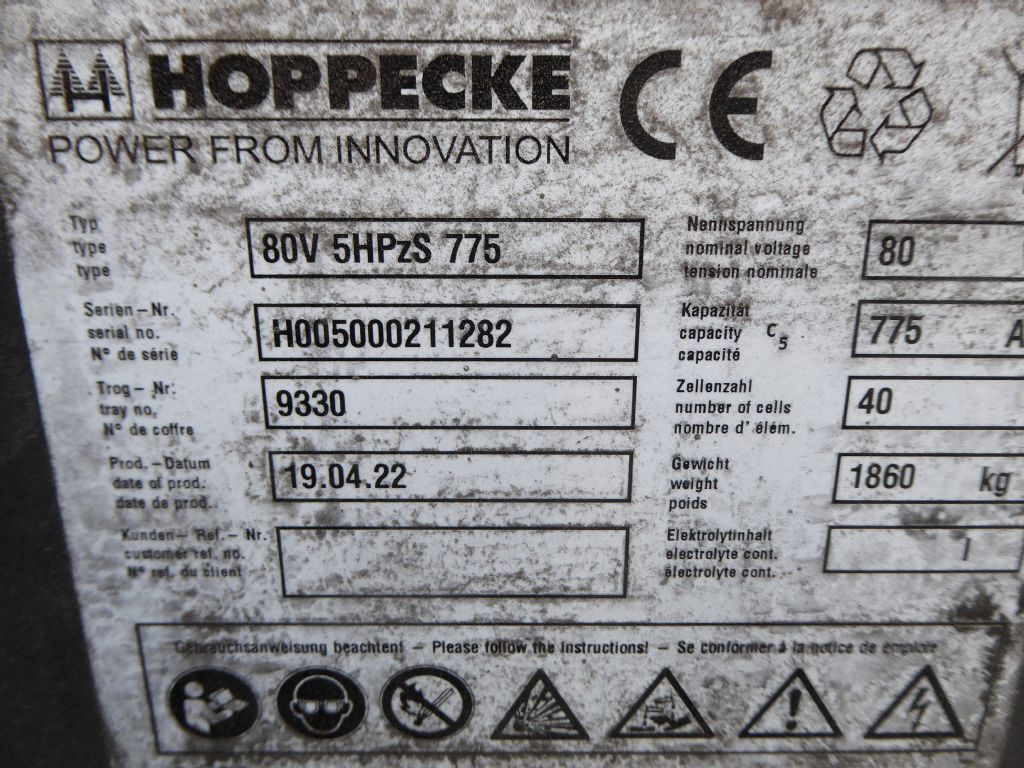 HOPPECKE
POWER FROM INNOVATION
CE
Typ
type
type
80V 5HPzS 775
Nennspannung
nominal voltage
tension nominale
80
Serien-Nr.
serial no.
N° de série
H005000211282
Kapazität
capacity C5
capacité
775 A
Trog-Nr.
tray no.
N° de coffre
9330
Zellenzahl
number of cells
nombre d' élém.
40
Prod.-Datum
date of prod.
date de prod.
19.04.22
Gewicht
weight
poids
1860 kg
Kunden-Ref.-Nr.
customer ref. no.
N° ref. du client
Elektrolytinhalt
electrolyte cont.
électrolyte cont.
l
Gebrauchsanweisung beachten! - Please follow the Instructions! - Se conformer à la notice de emploie